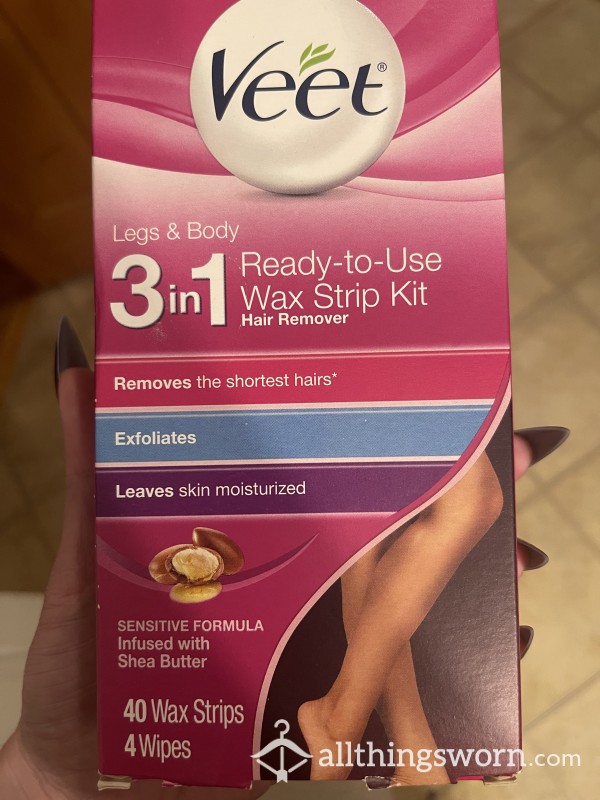 Veet®
Legs & Body
3in1
Ready-to-Use
Wax Strip Kit
Hair Remover
Removes the shortest hairs*
Exfoliates
Leaves skin moisturized
SENSITIVE FORMULA
Infused with
Shea Butter
40 Wax Strips
4 Wipes
allthingsworn.com